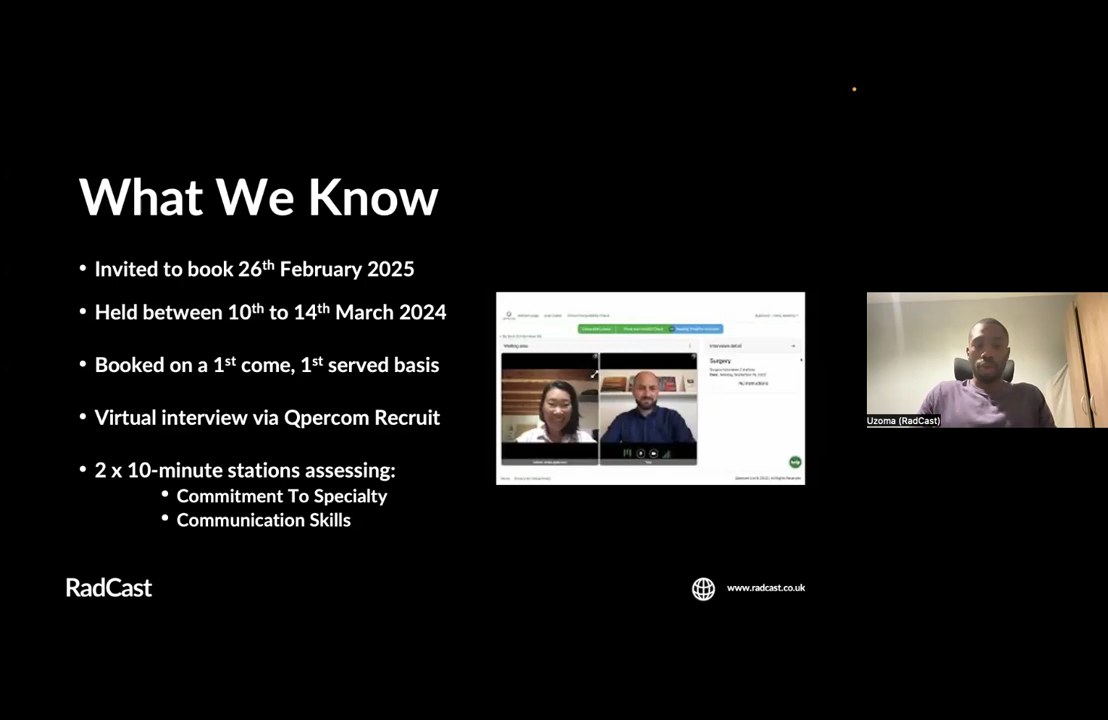 What We Know
• Invited to book 26th February 2025
• Held between 10th to 14th March 2024
• Booked on a 1st come, 1st served basis
• Virtual interview via Qpercom Recruit
• 2 x 10-minute stations assessing:
• Commitment To Specialty
• Communication Skills
Surgery
Uzoma (RadCast)
RadCast
www.radcast.co.uk